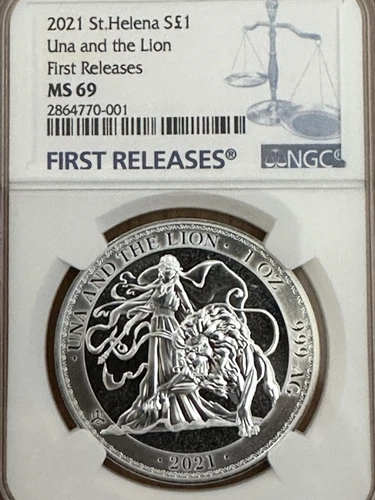 2021 St.Helena S£1
Una and the Lion
First Releases
MS 69
2864770-001
FIRST RELEASES®
NGC®
· UNA AND THE LION · 1 OZ 999 AG
· 2021 ·